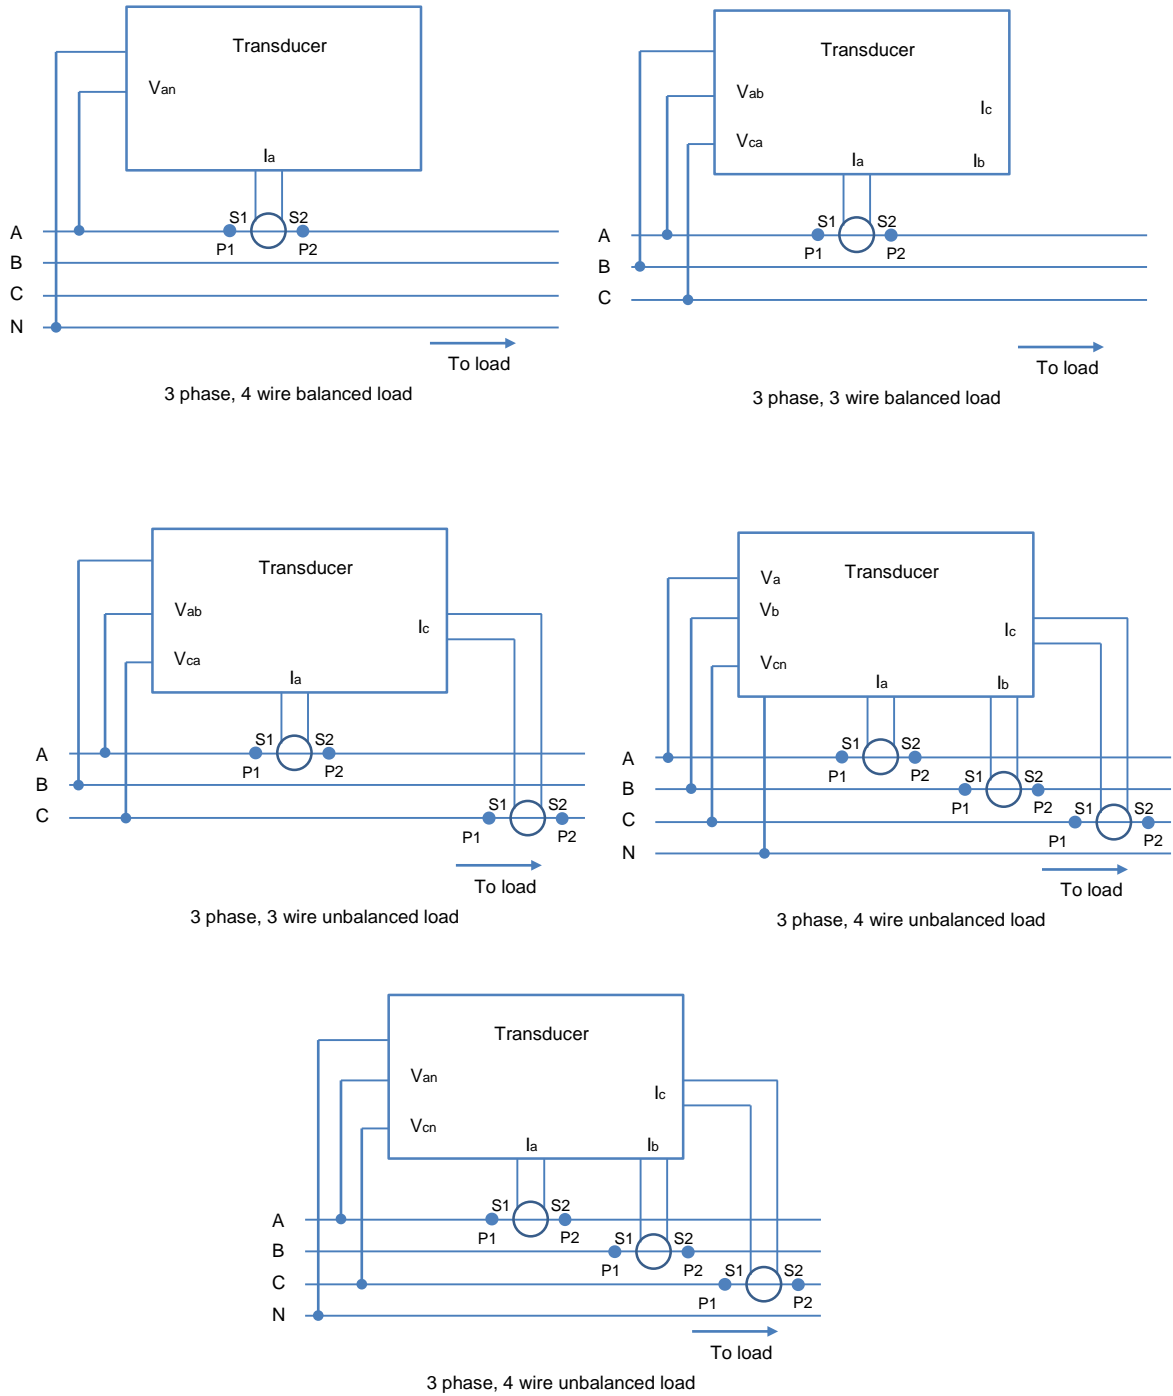 Transducer
Van
Ia
S1 S2
A
P1 P2
B
C
N
To load
3 phase, 4 wire balanced load
Transducer
Vab
Ic
Vca
Ia Ib
S1 S2
A
P1 P2
B
C
To load
3 phase, 3 wire balanced load
Transducer
Vab
Ic
Vca
Ia
S1 S2
A
P1 P2
B
C S1 S2
P1 P2
To load
3 phase, 3 wire unbalanced load
Transducer
Va
Vb
Ic
Vcn
Ia Ib
S1 S2
A
P1 P2
B S1 S2
P1 P2
C S1 S2
P1 P2
N
To load
3 phase, 4 wire unbalanced load
Transducer
Van
Ic
Vcn
Ia Ib
S1 S2
A
P1 P2
B S1 S2
P1 P2
C S1 S2
P1 P2
N
To load
3 phase, 4 wire unbalanced load